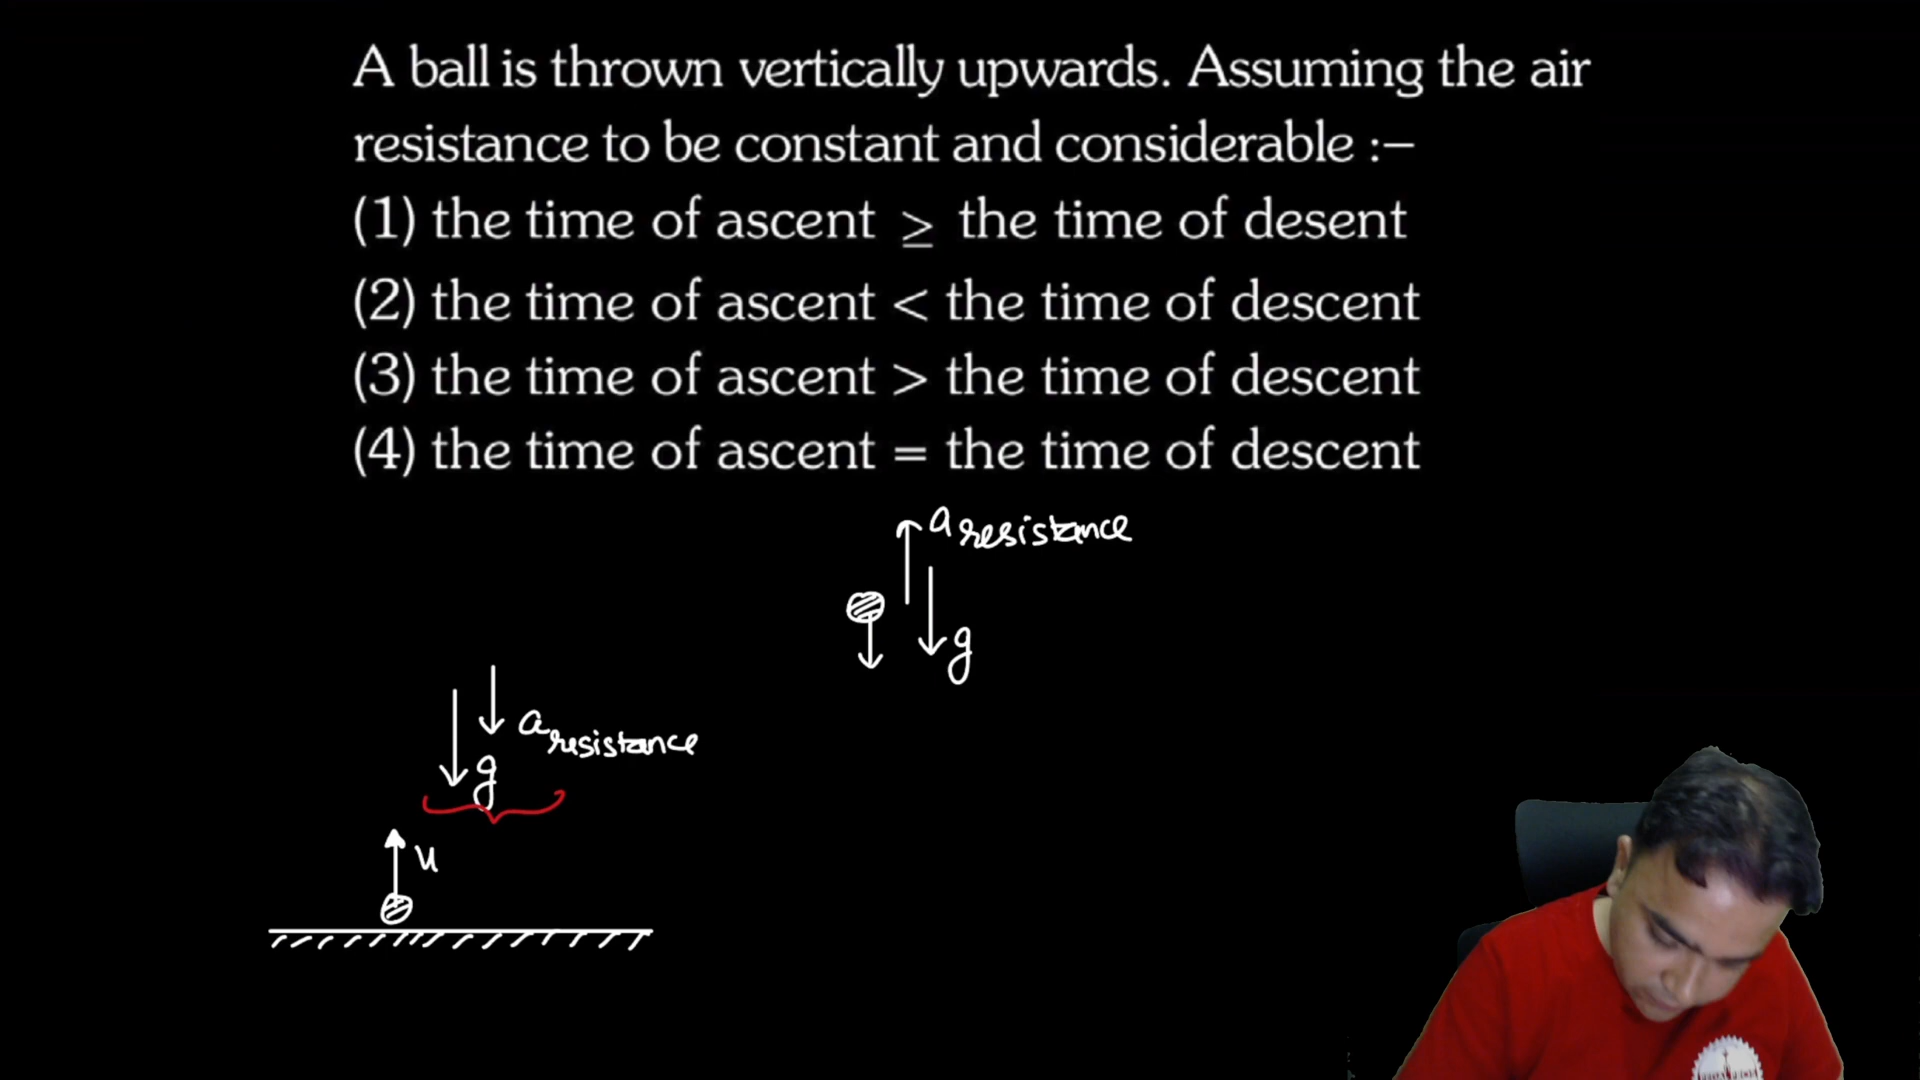 A ball is thrown vertically upwards. Assuming the air
resistance to be constant and considerable :–
(1) the time of ascent ≥ the time of desent
(2) the time of ascent < the time of descent
(3) the time of ascent > the time of descent
(4) the time of ascent = the time of descent
a resistance
g
a resistance
g
u